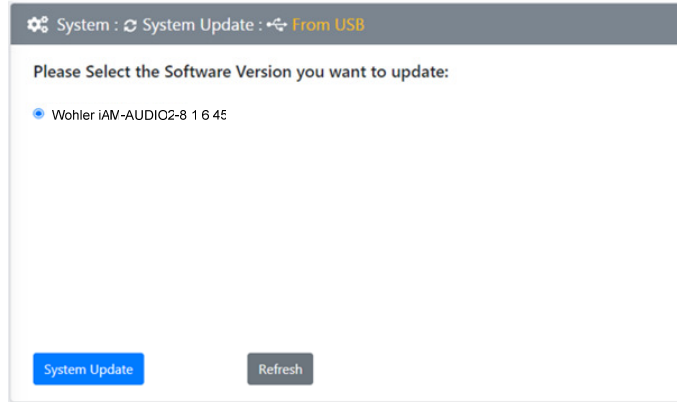 System : System Update : From USB
Please Select the Software Version you want to update:
Wohler iAM-AUDIO2-8 1 6 45
System Update
Refresh